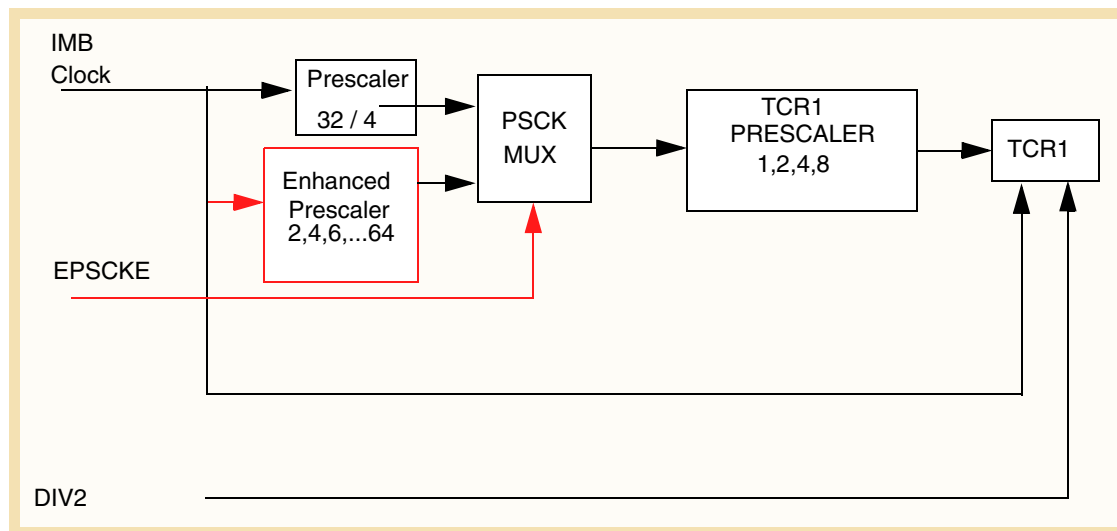 IMB
Clock
Prescaler
32 / 4
PSCK
MUX
TCR1
PRESCALER
1,2,4,8
TCR1
Enhanced
Prescaler
2,4,6,...64
EPSCKE
DIV2